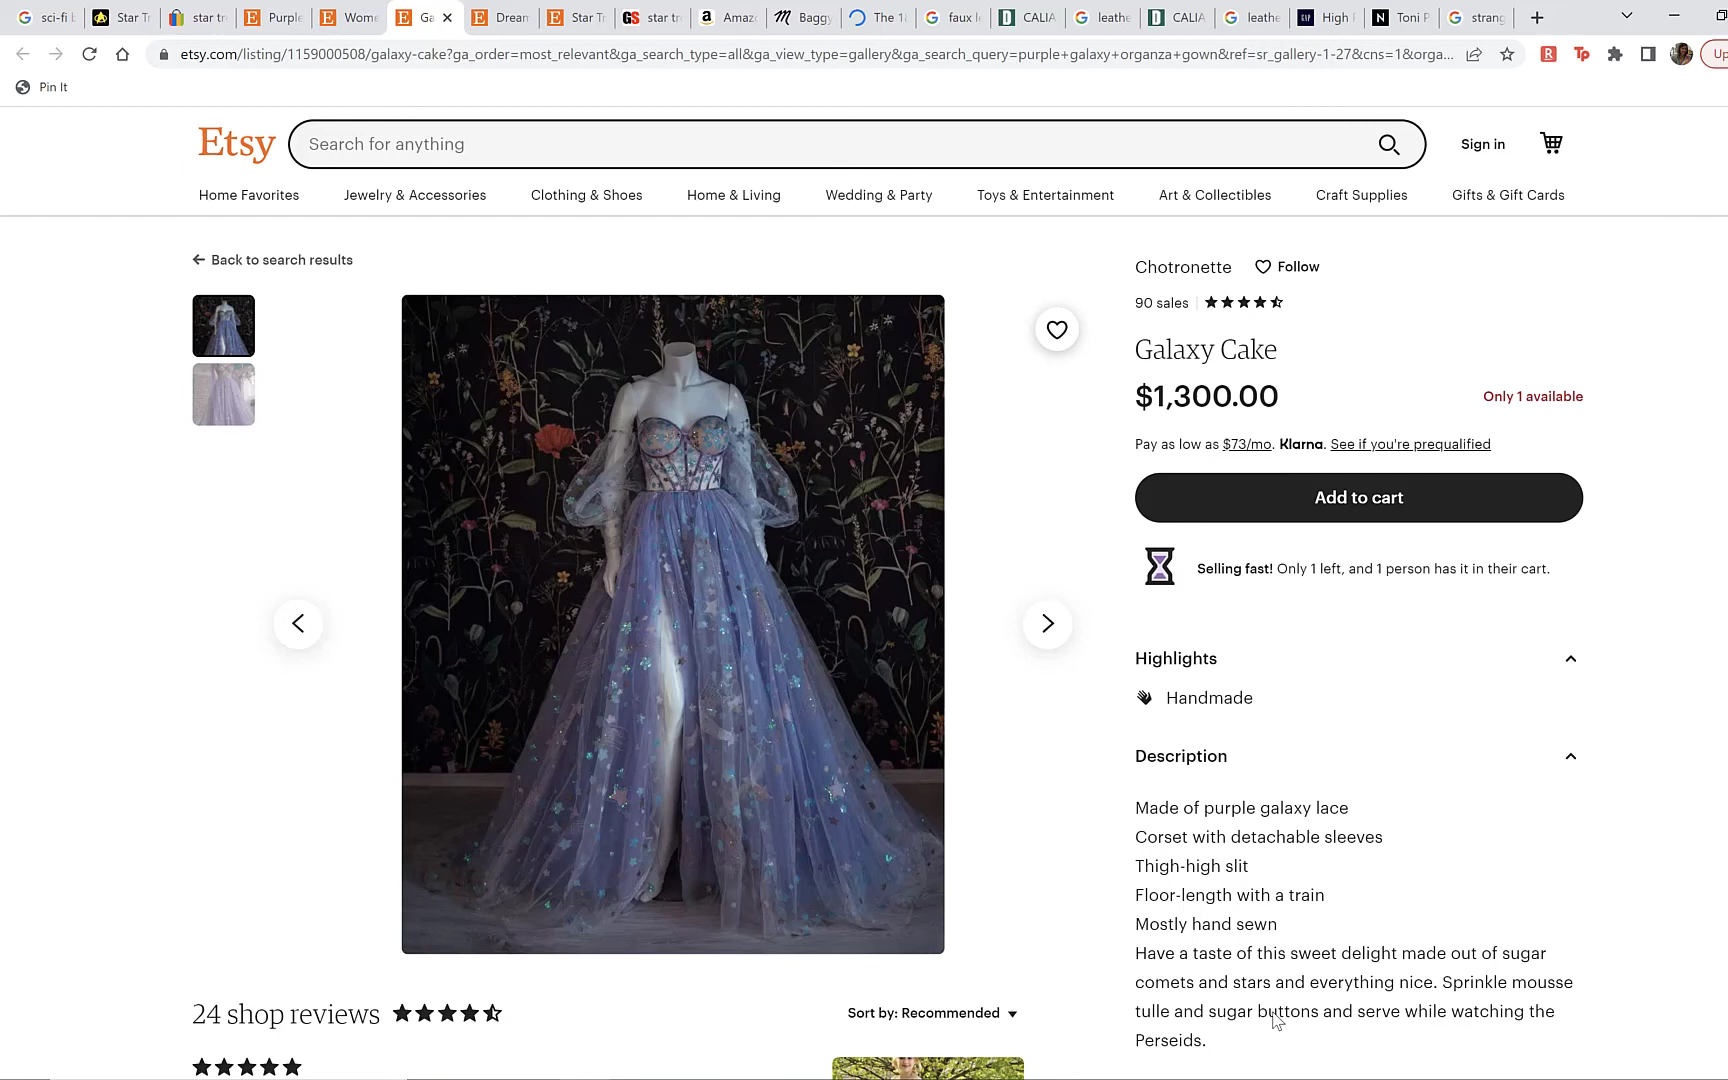 sci-fi b
Star Tr
star tr
Purple
Wome
Ga
Dream
Star Tr
GS
star tr
Amazo
Baggy
The 1
faux l
CALIA
leathe
CALIA
leathe
GAP
High
N
Toni P
strang
etsy.com/listing/1159000508/galaxy-cake?ga_order=most_relevant&ga_search_type=all&ga_view_type=gallery&ga_search_query=purple+galaxy+organza+gown&ref=sr_gallery-1-27&cns=1&orga...
Up
Pin It
Etsy
Search for anything
Sign in
Home Favorites
Jewelry & Accessories
Clothing & Shoes
Home & Living
Wedding & Party
Toys & Entertainment
Art & Collectibles
Craft Supplies
Gifts & Gift Cards
Back to search results
Chotronette
Follow
90 sales
Galaxy Cake
$1,300.00
Only 1 available
Pay as low as $73/mo. Klarna. See if you're prequalified
Add to cart
Selling fast! Only 1 left, and 1 person has it in their cart.
Highlights
Handmade
Description
Made of purple galaxy lace
Corset with detachable sleeves
Thigh-high slit
Floor-length with a train
Mostly hand sewn
Have a taste of this sweet delight made out of sugar
comets and stars and everything nice. Sprinkle mousse
tulle and sugar buttons and serve while watching the
Perseids.
24 shop reviews
Sort by: Recommended